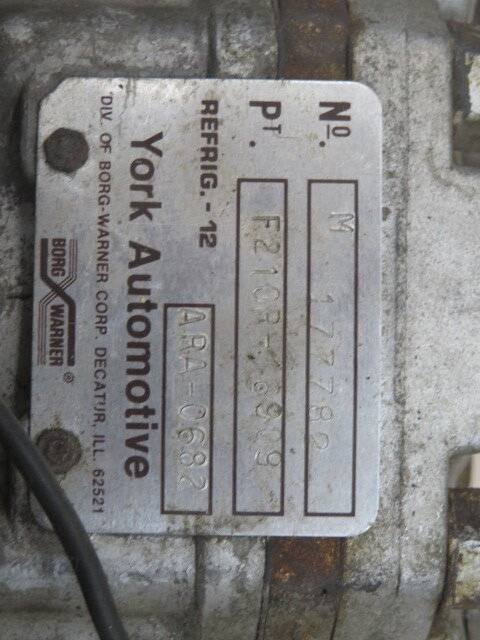 No. M 177782
PT. F210R-18909
REFRIG.-12 ARA-0682
York Automotive
DIV. OF BORG-WARNER CORP. DECATUR, ILL. 62521
BORG WARNER ®